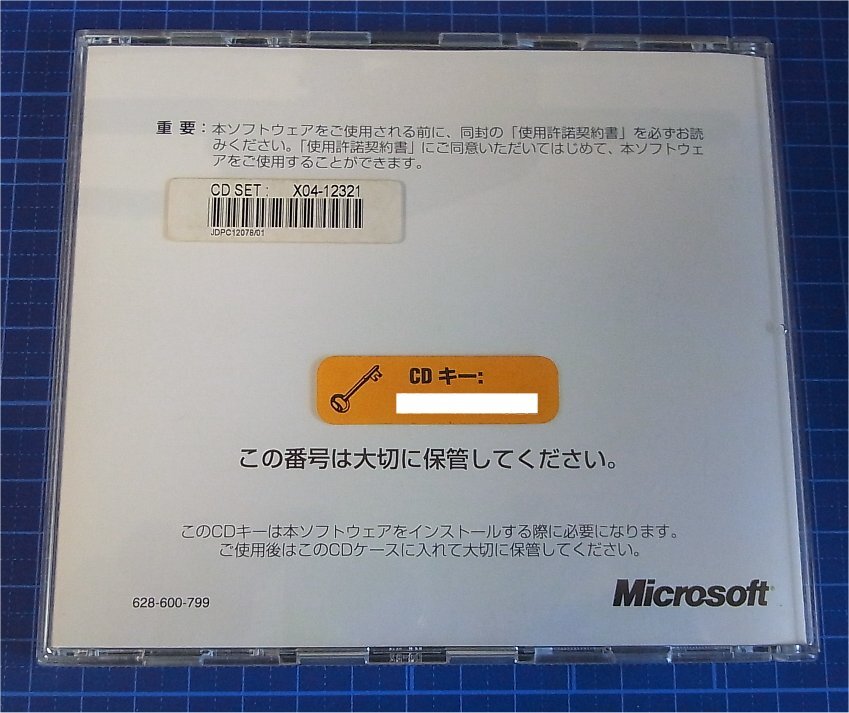 重 要：本ソフトウェアをご使用される前に、同封の「使用許諾契約書」を必ずお読
みください。「使用許諾契約書」にご同意いただいてはじめて、本ソフトウェ
アをご使用することができます。
CD SET : X04-12321
JDPC12076/01
CD キー:
この番号は大切に保管してください。
このCDキーは本ソフトウェアをインストールする際に必要になります。
ご使用後はこのCDケースに入れて大切に保管してください。
628-600-799
Microsoft